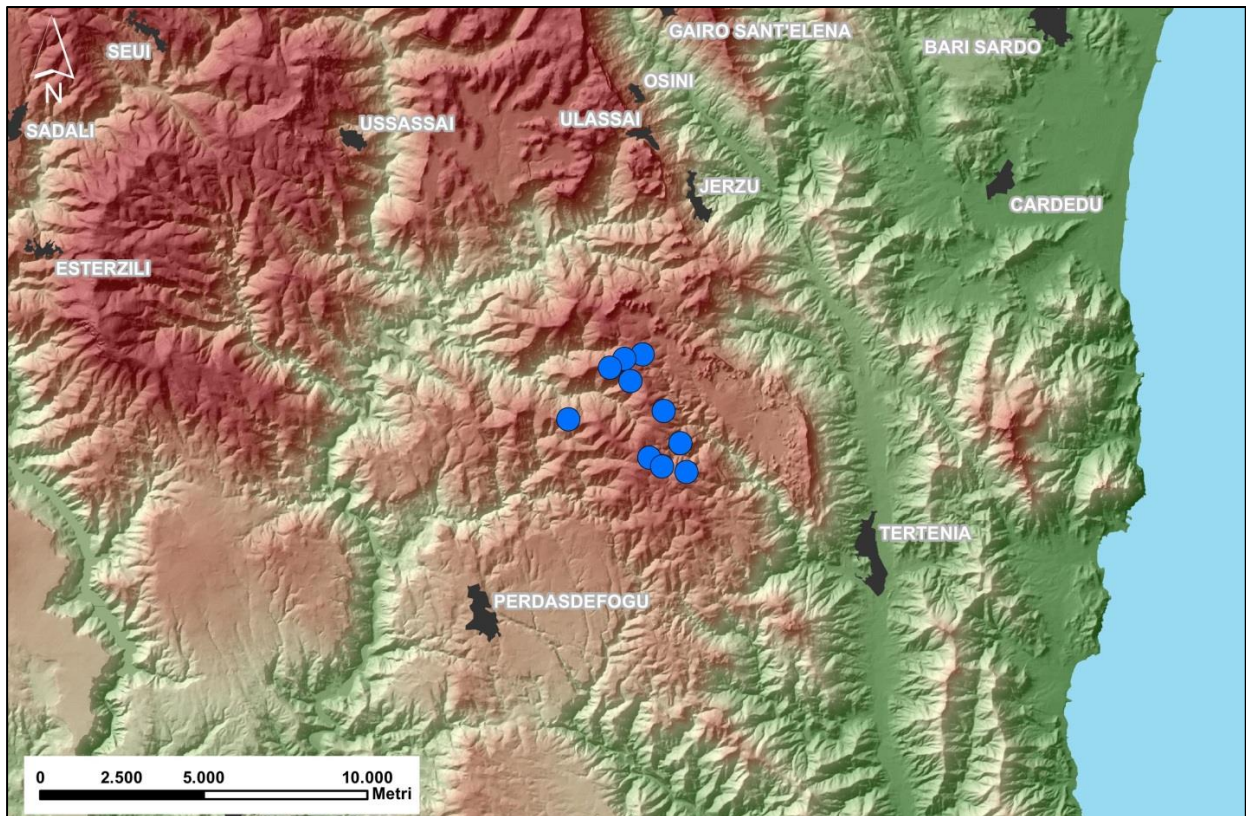 GAIRO SANT'ELENA
SEUI
BARI SARDO
OSINI
N
SADALI
USSASSAI
ULASSAI
JERZU
CARDEDU
ESTERZILI
TERTENIA
PERDASDEFOGU
0 2.500 5.000 10.000
Metri